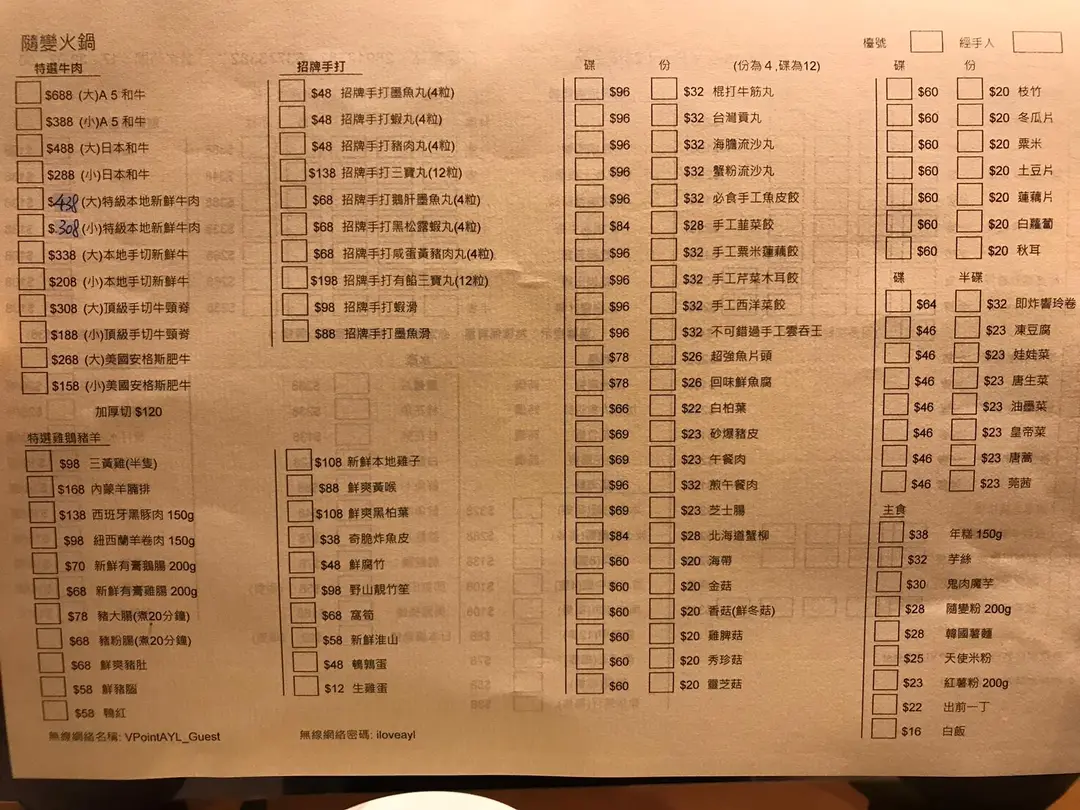 隨變火鍋
檯號 經手人
特選牛肉
$688 (大)A 5 和牛
$388 (小)A 5 和牛
$488 (大)日本和牛
$288 (小)日本和牛
$438 (大)特級本地新鮮牛肉
$308 (小)特級本地新鮮牛肉
$338 (大)本地手切新鮮牛
$208 (小)本地手切新鮮牛
$308 (大)頂級手切牛頸脊
$188 (小)頂級手切牛頸脊
$268 (大)美國安格斯肥牛
$158 (小)美國安格斯肥牛
加厚切 $120
特選雞鵝豬羊
$98 三黃雞(半隻)
$168 內蒙羊腩排
$138 西班牙黑豚肉 150g
$98 紐西蘭羊卷肉 150g
$70 新鮮有膏鵝腸 200g
$68 新鮮有膏雞腸 200g
$78 豬大腸(煮20分鐘)
$68 豬粉腸(煮20分鐘)
$68 鮮爽豬肚
$58 鮮豬腦
$58 鴨紅
無線網絡名稱: VPointAYL_Guest
招牌手打
$48 招牌手打墨魚丸(4粒)
$48 招牌手打蝦丸(4粒)
$48 招牌手打豬肉丸(4粒)
$138 招牌手打三寶丸(12粒)
$68 招牌手打鵝肝墨魚丸(4粒)
$68 招牌手打黑松露蝦丸(4粒)
$68 招牌手打咸蛋黃豬肉丸(4粒)
$198 招牌手打有餡三寶丸(12粒)
$98 招牌手打蝦滑
$88 招牌手打墨魚滑
$108 新鮮本地雞子
$88 鮮爽黃喉
$108 鮮爽黑柏葉
$38 奇脆炸魚皮
$48 鮮腐竹
$98 野山靚竹笙
$68 窩筍
$58 新鮮淮山
$48 鵪鶉蛋
$12 生雞蛋
無線網絡密碼: iloveayl
碟 份 (份為４,碟為12)
$96 $32 棍打牛筋丸
$96 $32 台灣貢丸
$96 $32 海膽流沙丸
$96 $32 蟹粉流沙丸
$96 $32 必食手工魚皮餃
$84 $28 手工韮菜餃
$96 $32 手工粟米蓮藕餃
$96 $32 手工芹菜木耳餃
$96 $32 手工西洋菜餃
$96 $32 不可錯過手工雲吞王
$78 $26 超強魚片頭
$78 $26 回味鮮魚腐
$66 $22 白柏葉
$69 $23 砂爆豬皮
$69 $23 午餐肉
$96 $32 煎午餐肉
$69 $23 芝士腸
$84 $28 北海道蟹柳
$60 $20 海帶
$60 $20 金菇
$60 $20 香菇(鮮冬菇)
$60 $20 雞脾菇
$60 $20 秀珍菇
$60 $20 靈芝菇
碟 份
$60 $20 枝竹
$60 $20 冬瓜片
$60 $20 粟米
$60 $20 土豆片
$60 $20 蓮藕片
$60 $20 白蘿蔔
$60 $20 秋耳
碟 半碟
$64 $32 即炸響玲卷
$46 $23 凍豆腐
$46 $23 娃娃菜
$46 $23 唐生菜
$46 $23 油墨菜
$46 $23 皇帝菜
$46 $23 唐蒿
$46 $23 莞茜
主食
$38 年糕 150g
$32 芋絲
$30 鬼肉魔芋
$28 隨變粉 200g
$28 韓國薯麵
$25 天使米粉
$23 紅薯粉 200g
$22 出前一丁
$16 白飯